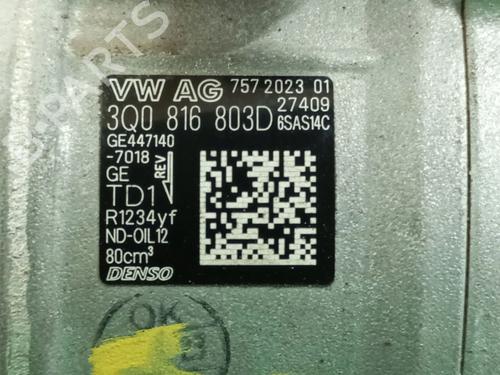 VW AG 757 2023 01
27409
3Q0 816 803D 6SAS14C
GE447140
-7018 REV
GE
TD1
R1234yf
ND-OIL12
80cm³
DENSO
OK
PARTS